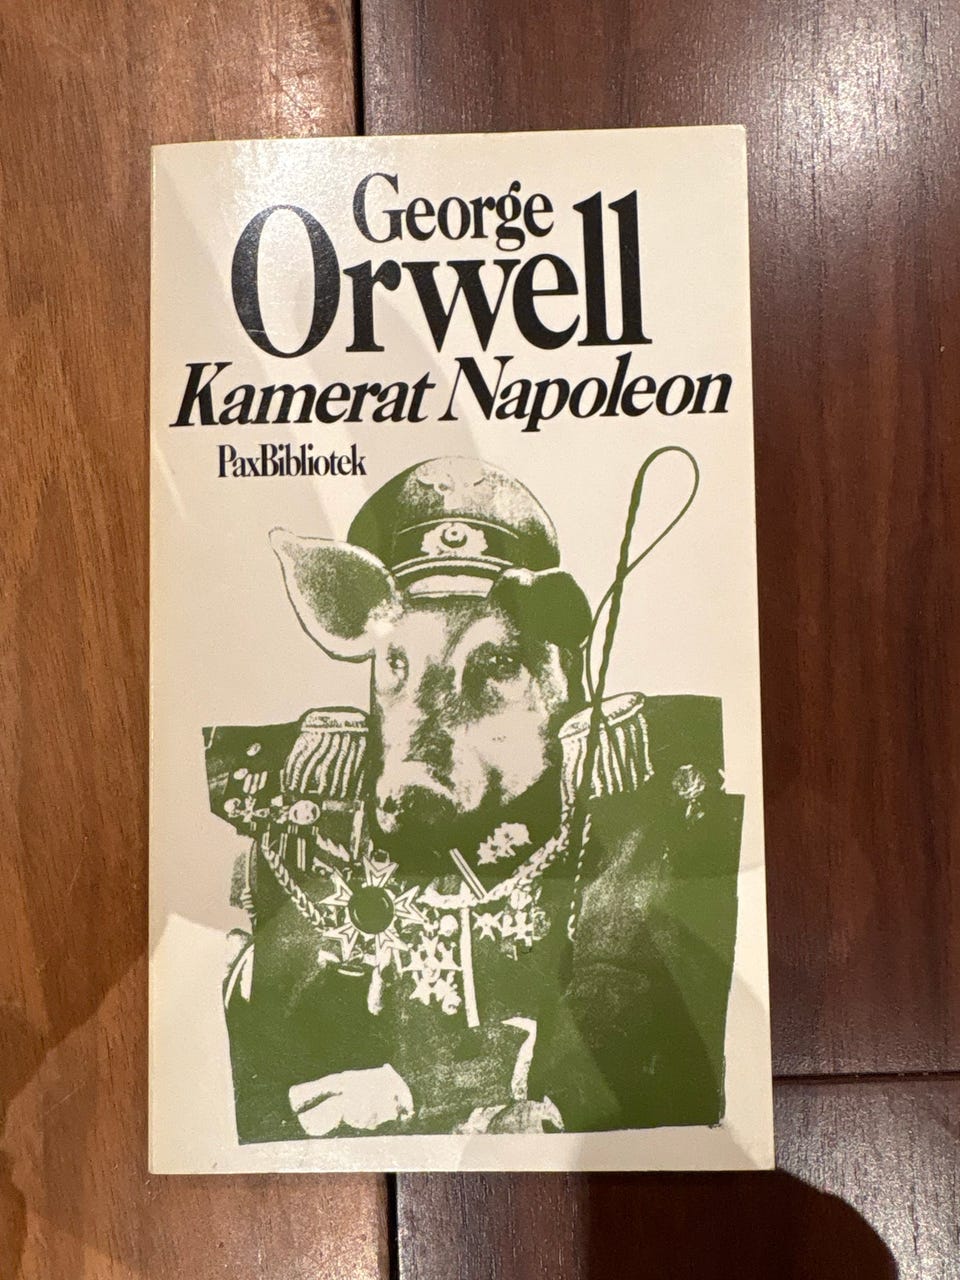 George
Orwell
Kamerat Napoleon
PaxBibliotek